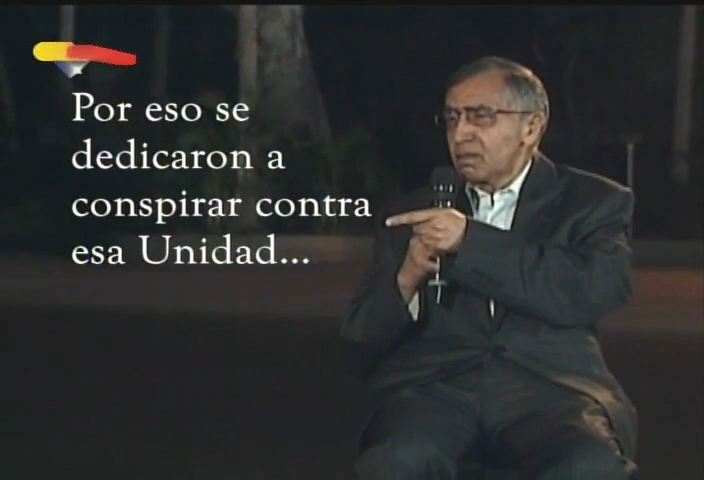 Por eso se
dedicaron a
conspirar contra
esa Unidad...